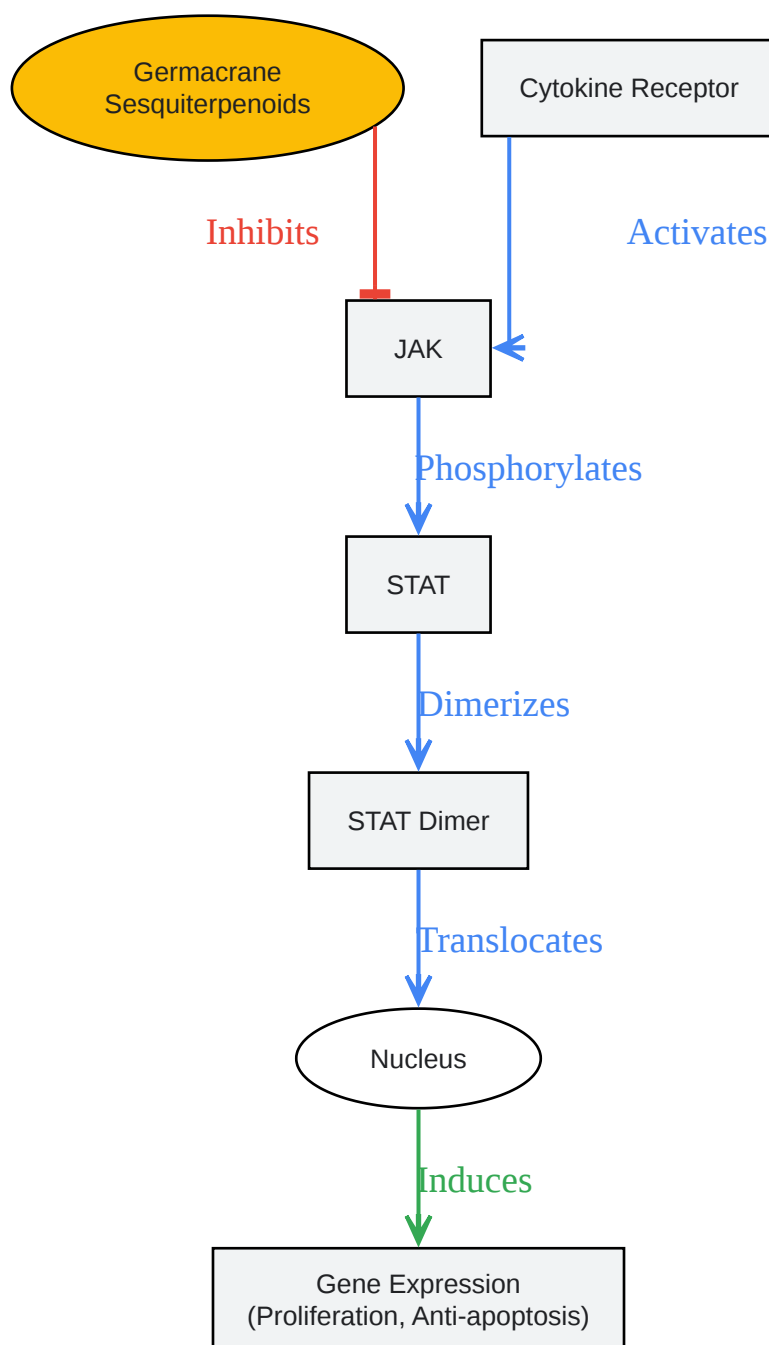 Germacrane
Sesquiterpenoids
Cytokine Receptor
Inhibits
Activates
JAK
Phosphorylates
STAT
Dimerizes
STAT Dimer
Translocates
Nucleus
Induces
Gene Expression
(Proliferation, Anti-apoptosis)